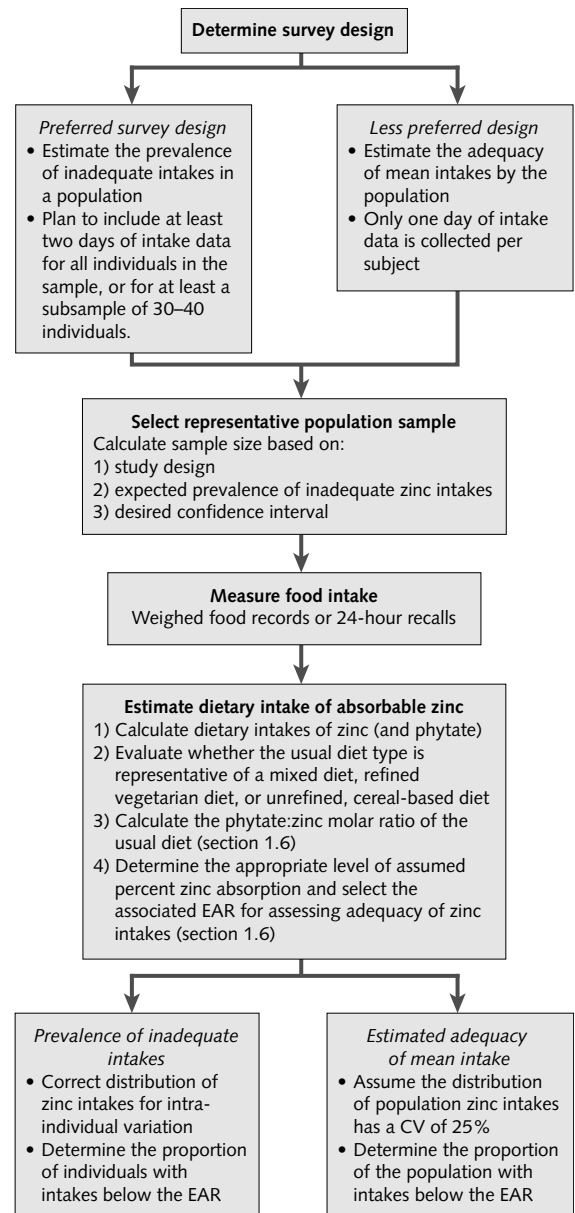 Determine survey design
Preferred survey design
• Estimate the prevalence
of inadequate intakes in
a population
• Plan to include at least
two days of intake data
for all individuals in the
sample, or for at least a
subsample of 30–40
individuals.
Less preferred design
• Estimate the adequacy
of mean intakes by the
population
• Only one day of intake
data is collected per
subject
Select representative population sample
Calculate sample size based on:
1) study design
2) expected prevalence of inadequate zinc intakes
3) desired confidence interval
Measure food intake
Weighed food records or 24-hour recalls
Estimate dietary intake of absorbable zinc
1) Calculate dietary intakes of zinc (and phytate)
2) Evaluate whether the usual diet type is
representative of a mixed diet, refined
vegetarian diet, or unrefined, cereal-based diet
3) Calculate the phytate:zinc molar ratio of the
usual diet (section 1.6)
4) Determine the appropriate level of assumed
percent zinc absorption and select the
associated EAR for assessing adequacy of zinc
intakes (section 1.6)
Prevalence of inadequate
intakes
• Correct distribution of
zinc intakes for intra-
individual variation
• Determine the proportion
of individuals with
intakes below the EAR
Estimated adequacy
of mean intake
• Assume the distribution
of population zinc intakes
has a CV of 25%
• Determine the proportion
of the population with
intakes below the EAR